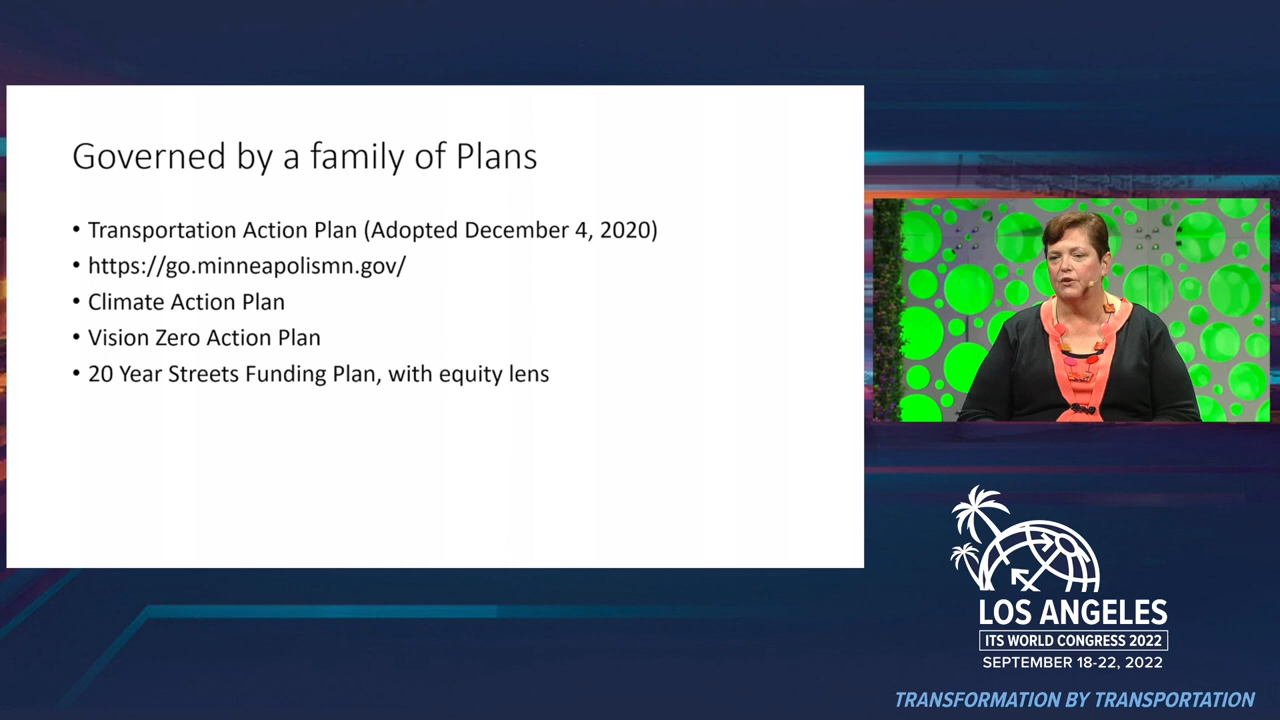 Governed by a family of Plans
• Transportation Action Plan (Adopted December 4, 2020)
• https://go.minneapolismn.gov/
• Climate Action Plan
• Vision Zero Action Plan
• 20 Year Streets Funding Plan, with equity lens
LOS ANGELES
ITS WORLD CONGRESS 2022
SEPTEMBER 18-22, 2022
TRANSFORMATION BY TRANSPORTATION